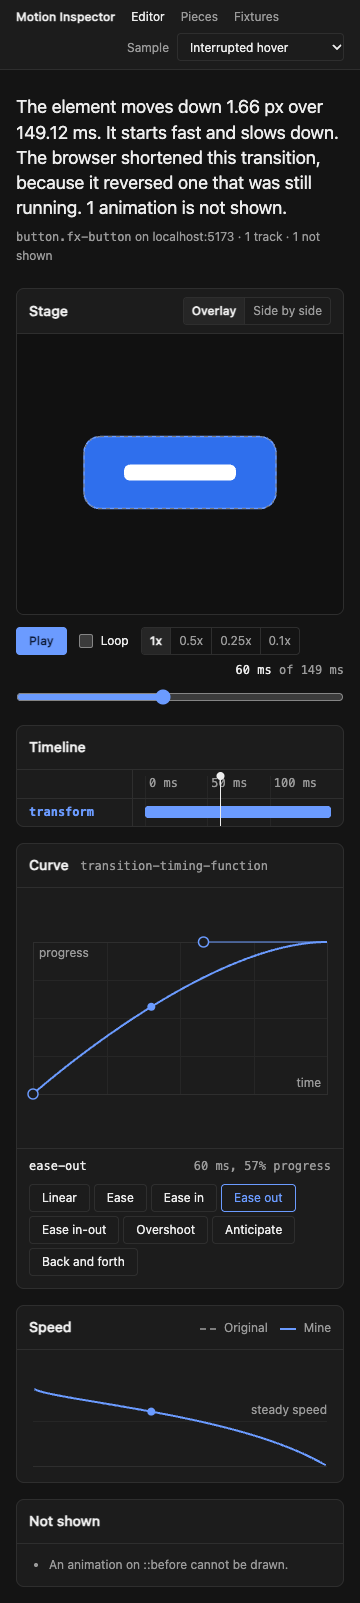 Motion Inspector Editor Pieces Fixtures
Sample Interrupted hover
The element moves down 1.66 px over
149.12 ms. It starts fast and slows down.
The browser shortened this transition,
because it reversed one that was still
running. 1 animation is not shown.
button.fx-button on localhost:5173 · 1 track · 1 not
shown
Stage Overlay Side by side
Play Loop 1x 0.5x 0.25x 0.1x
60 ms of 149 ms
Timeline
0 ms 50 ms 100 ms
transform
Curve transition-timing-function
progress
time
ease-out 60 ms, 57% progress
Linear Ease Ease in Ease out
Ease in-out Overshoot Anticipate
Back and forth
Speed Original Mine
steady speed
Not shown
• An animation on ::before cannot be drawn.